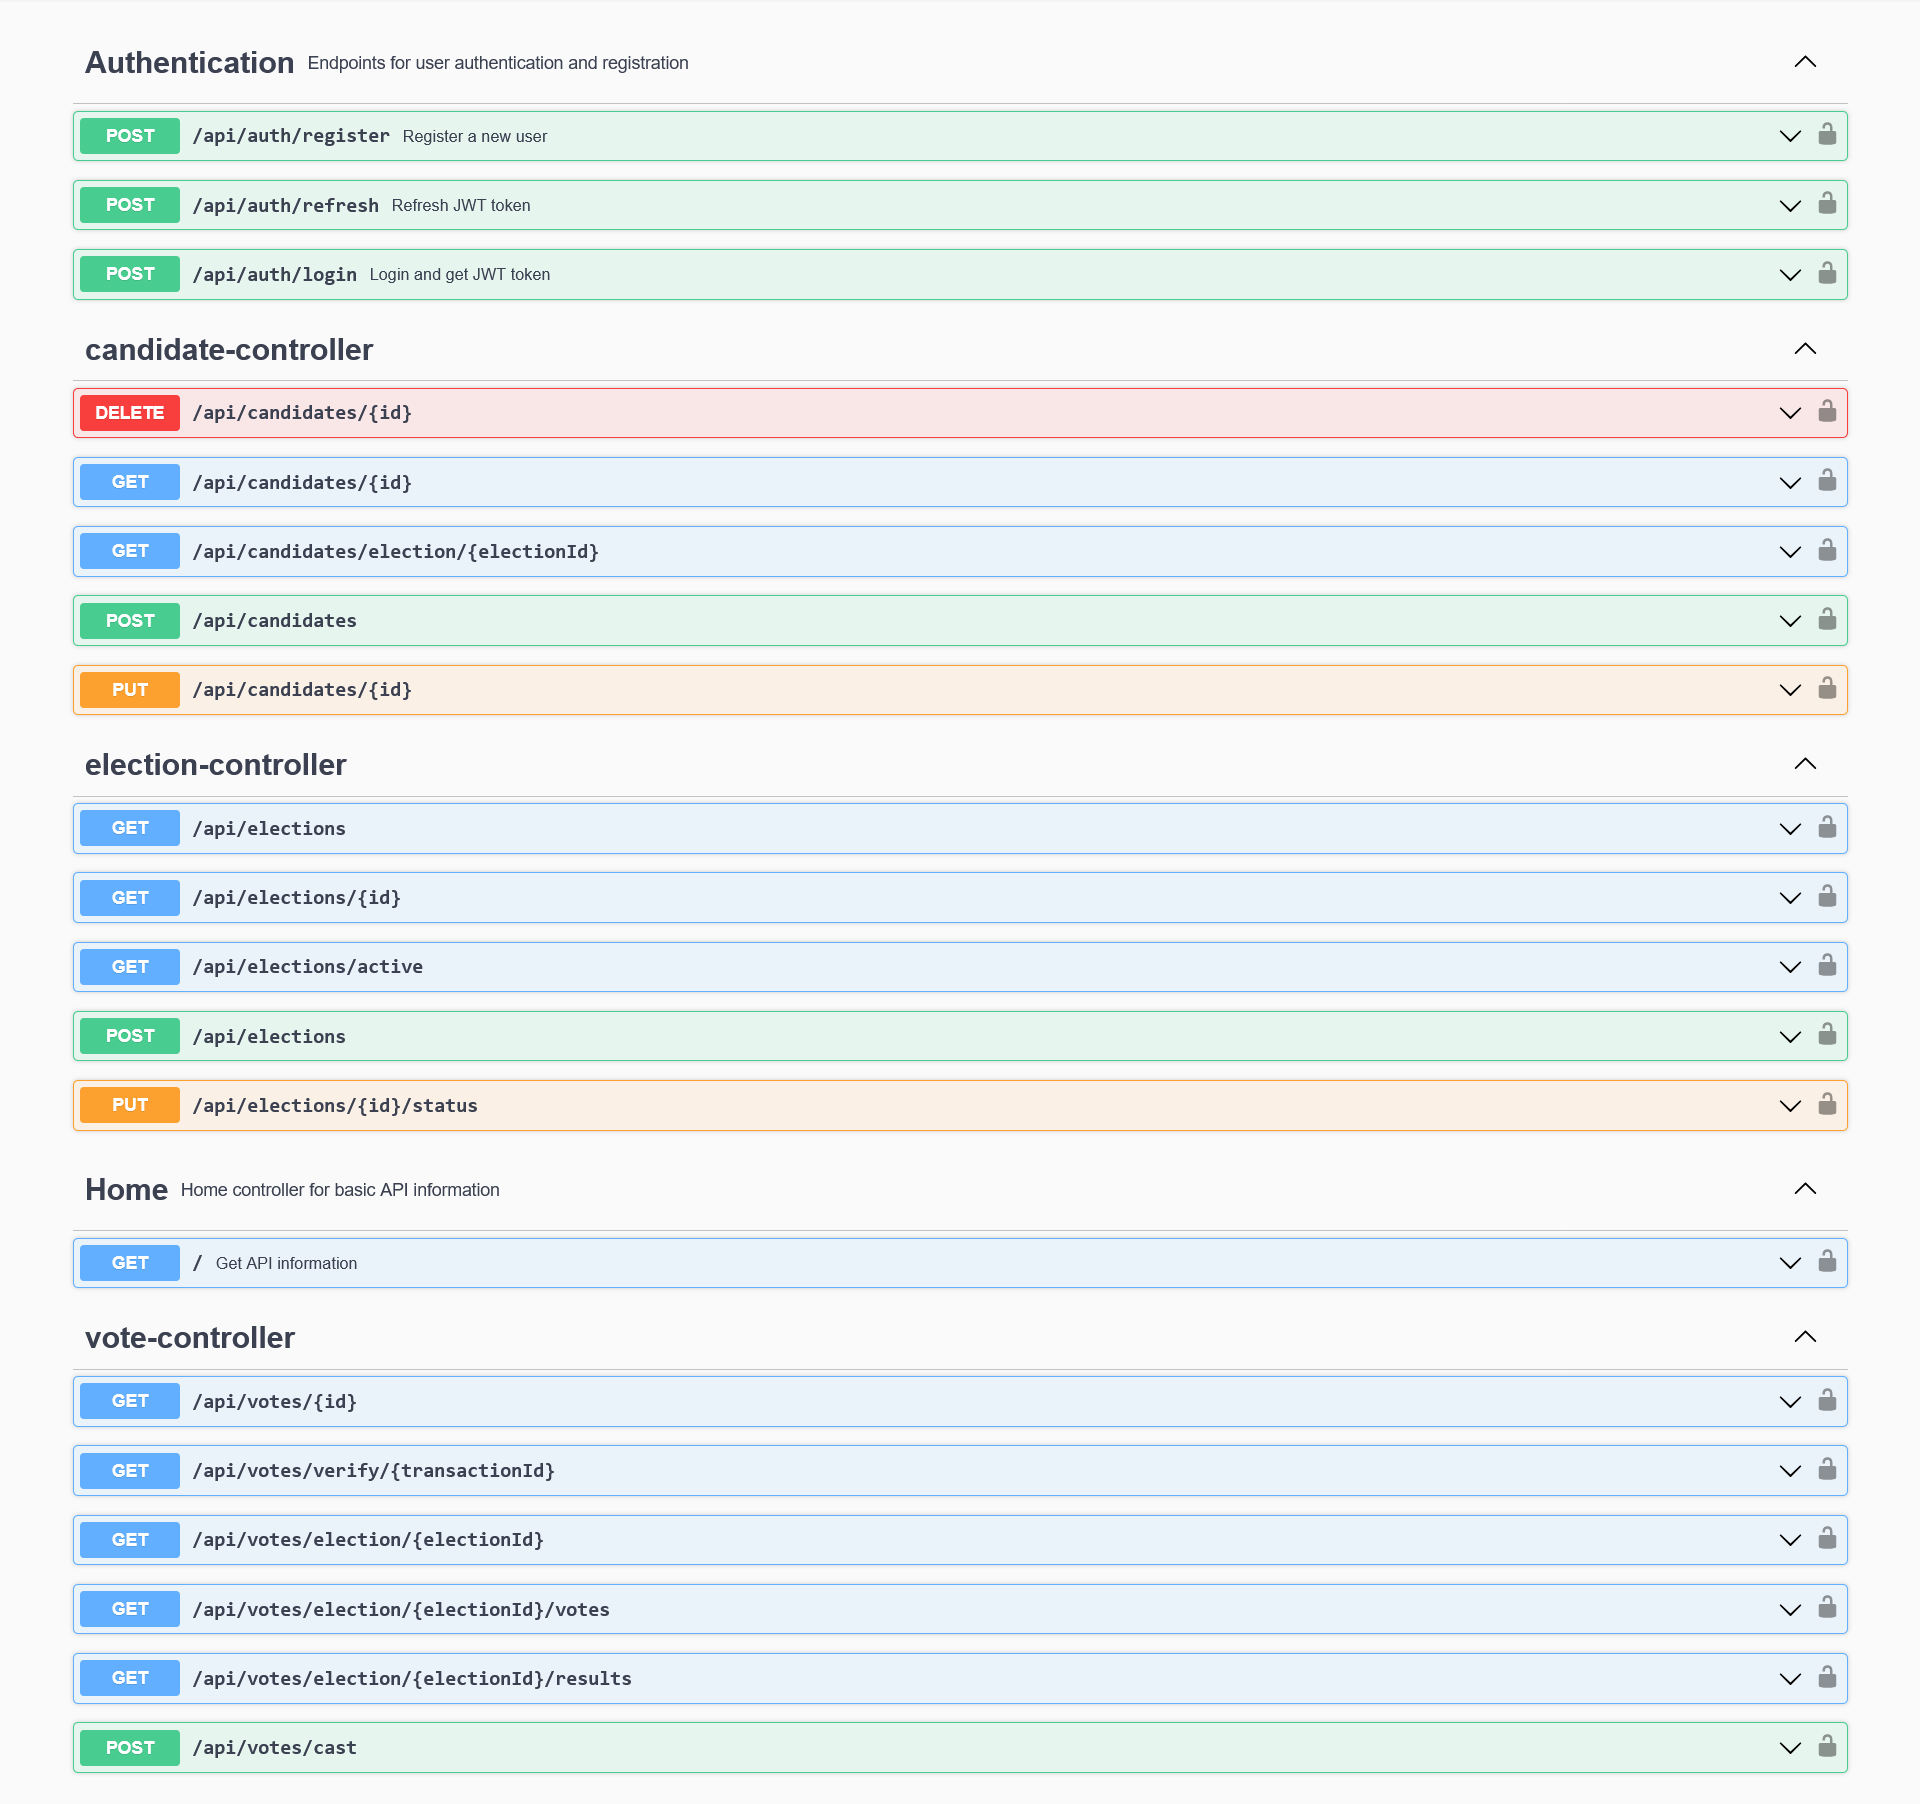 Authentication Endpoints for user authentication and registration
POST /api/auth/register Register a new user
POST /api/auth/refresh Refresh JWT token
POST /api/auth/login Login and get JWT token
candidate-controller
DELETE /api/candidates/{id}
GET /api/candidates/{id}
GET /api/candidates/election/{electionId}
POST /api/candidates
PUT /api/candidates/{id}
election-controller
GET /api/elections
GET /api/elections/{id}
GET /api/elections/active
POST /api/elections
PUT /api/elections/{id}/status
Home Home controller for basic API information
GET / Get API information
vote-controller
GET /api/votes/{id}
GET /api/votes/verify/{transactionId}
GET /api/votes/election/{electionId}
GET /api/votes/election/{electionId}/votes
GET /api/votes/election/{electionId}/results
POST /api/votes/cast